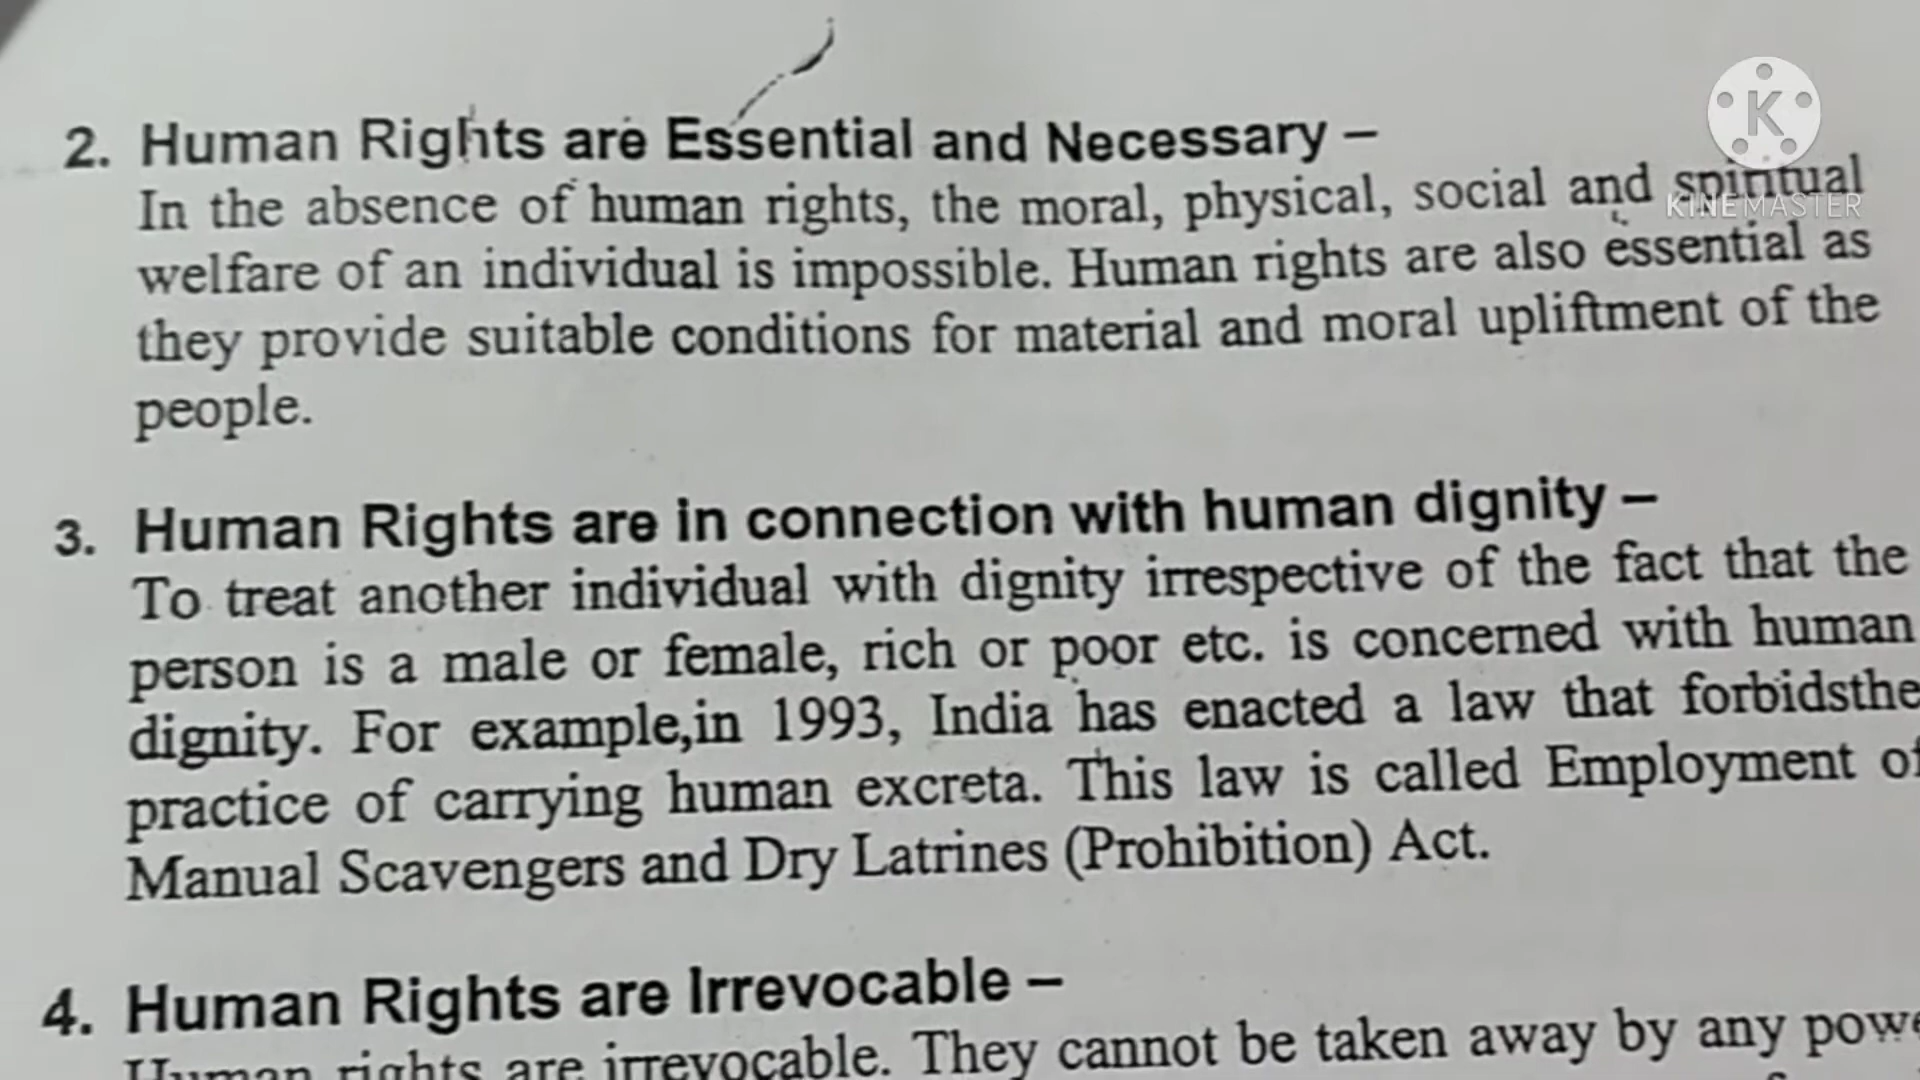 2. Human Rights are Essential and Necessary –
In the absence of human rights, the moral, physical, social and spiritual
welfare of an individual is impossible. Human rights are also essential as
they provide suitable conditions for material and moral upliftment of the
people.
3. Human Rights are in connection with human dignity –
To treat another individual with dignity irrespective of the fact that the
person is a male or female, rich or poor etc. is concerned with human
dignity. For example,in 1993, India has enacted a law that forbidsthe
practice of carrying human excreta. This law is called Employment of
Manual Scavengers and Dry Latrines (Prohibition) Act.
4. Human Rights are Irrevocable –
Human rights are irrevocable. They cannot be taken away by any
K
KINEMASTER